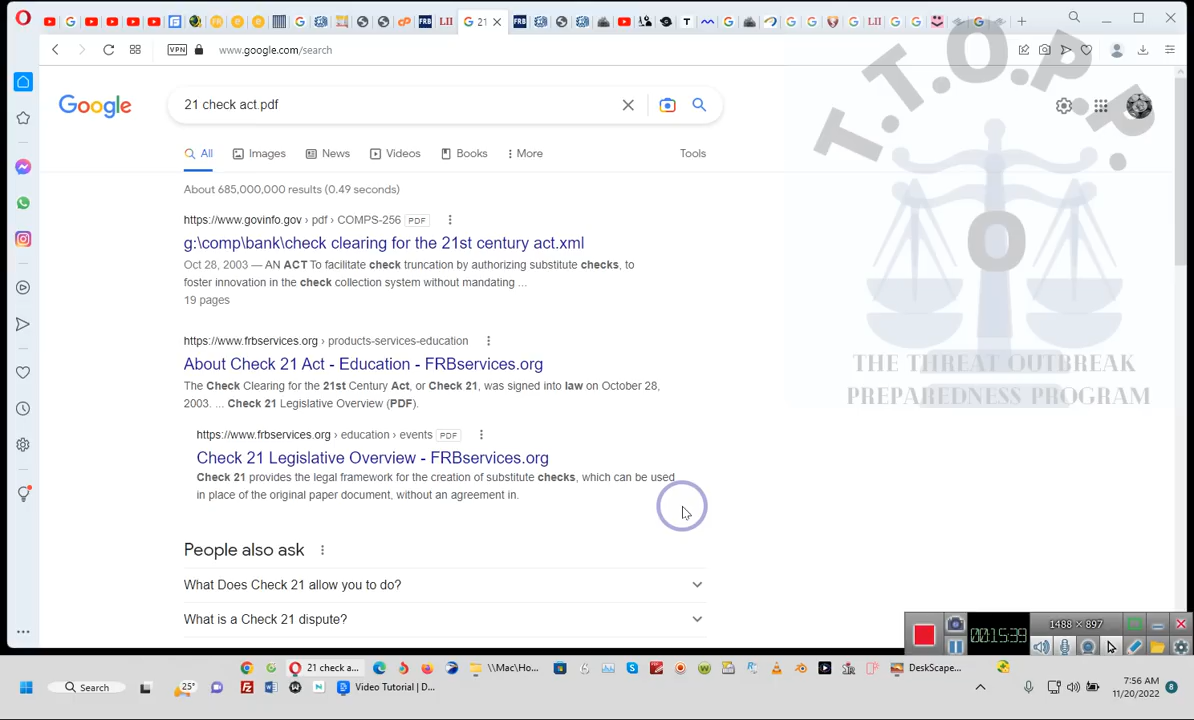 21
VPN
www.google.com/search
T.T.O.P.P.
Google
21 check act.pdf
All
Images
News
Videos
Books
More
Tools
About 685,000,000 results (0.49 seconds)
https://www.govinfo.gov › pdf › COMPS-256 PDF
g:\comp\bank\check clearing for the 21st century act.xml
Oct 28, 2003 — AN ACT To facilitate check truncation by authorizing substitute checks, to
foster innovation in the check collection system without mandating ...
19 pages
https://www.frbservices.org › products-services-education
About Check 21 Act - Education - FRBservices.org
The Check Clearing for the 21st Century Act, or Check 21, was signed into law on October 28,
2003. ... Check 21 Legislative Overview (PDF).
https://www.frbservices.org › education › events PDF
Check 21 Legislative Overview - FRBservices.org
Check 21 provides the legal framework for the creation of substitute checks, which can be used
in place of the original paper document, without an agreement in.
THE THREAT OUTBREAK
PREPAREDNESS PROGRAM
People also ask
What Does Check 21 allow you to do?
What is a Check 21 dispute?
1488 × 897
00:15:39
21 check a...
\\Mac\Ho...
DeskScape...
Search
25°
Video Tutorial | D...
7:56 AM
11/20/2022
8